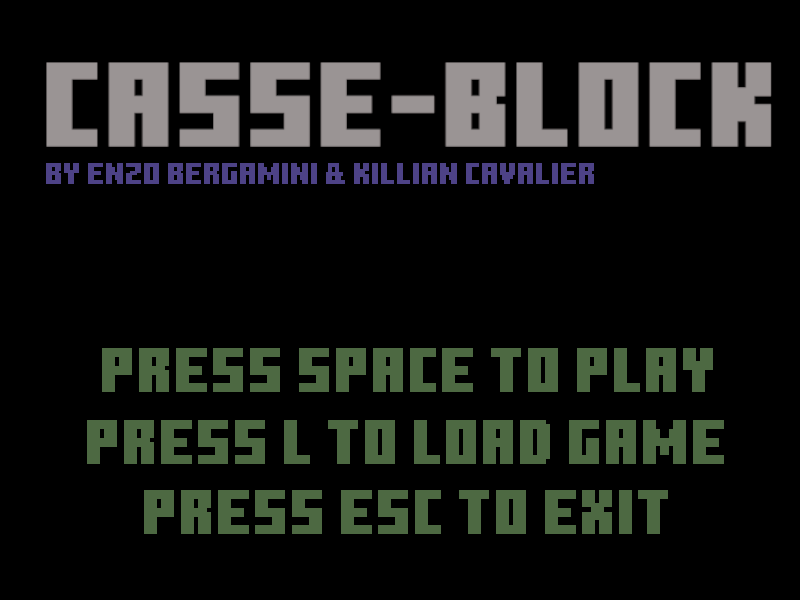 CASSE-BLOCK
BY ENZO BERGAMINI & KILLIAN CAVALIER
PRESS SPACE TO PLAY
PRESS L TO LOAD GAME
PRESS ESC TO EXIT